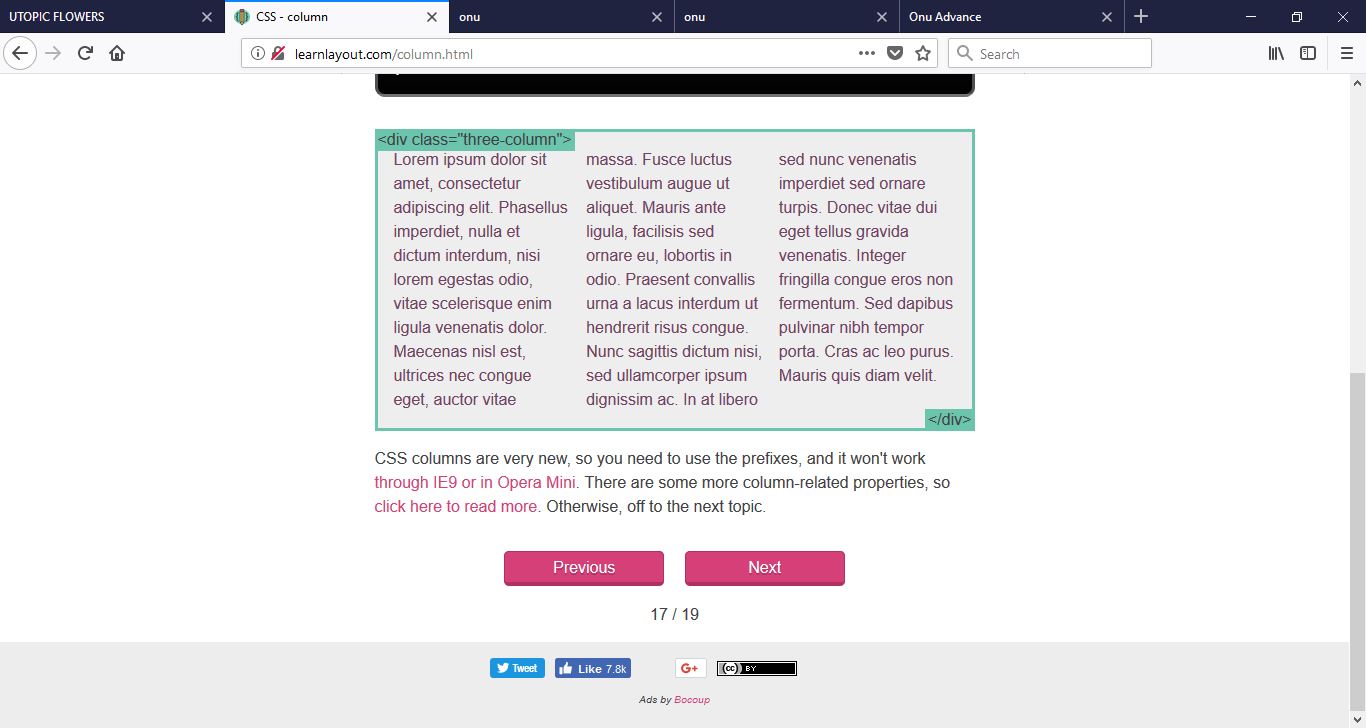 UTOPIC FLOWERS
CSS - column
onu
onu
Onu Advance
learnlayout.com/column.html
Search
<div class="three-column">
Lorem ipsum dolor sit
amet, consectetur
adipiscing elit. Phasellus
imperdiet, nulla et
dictum interdum, nisi
lorem egestas odio,
vitae scelerisque enim
ligula venenatis dolor.
Maecenas nisl est,
ultrices nec congue
eget, auctor vitae
massa. Fusce luctus
vestibulum augue ut
aliquet. Mauris ante
ligula, facilisis sed
ornare eu, lobortis in
odio. Praesent convallis
urna a lacus interdum ut
hendrerit risus congue.
Nunc sagittis dictum nisi,
sed ullamcorper ipsum
dignissim ac. In at libero
sed nunc venenatis
imperdiet sed ornare
turpis. Donec vitae dui
eget tellus gravida
venenatis. Integer
fringilla congue eros non
fermentum. Sed dapibus
pulvinar nibh tempor
porta. Cras ac leo purus.
Mauris quis diam velit.
</div>
CSS columns are very new, so you need to use the prefixes, and it won't work
through IE9 or in Opera Mini. There are some more column-related properties, so
click here to read more. Otherwise, off to the next topic.
Previous
Next
17 / 19
Tweet
Like 7.8k
G+
cc BY
Ads by Bocoup